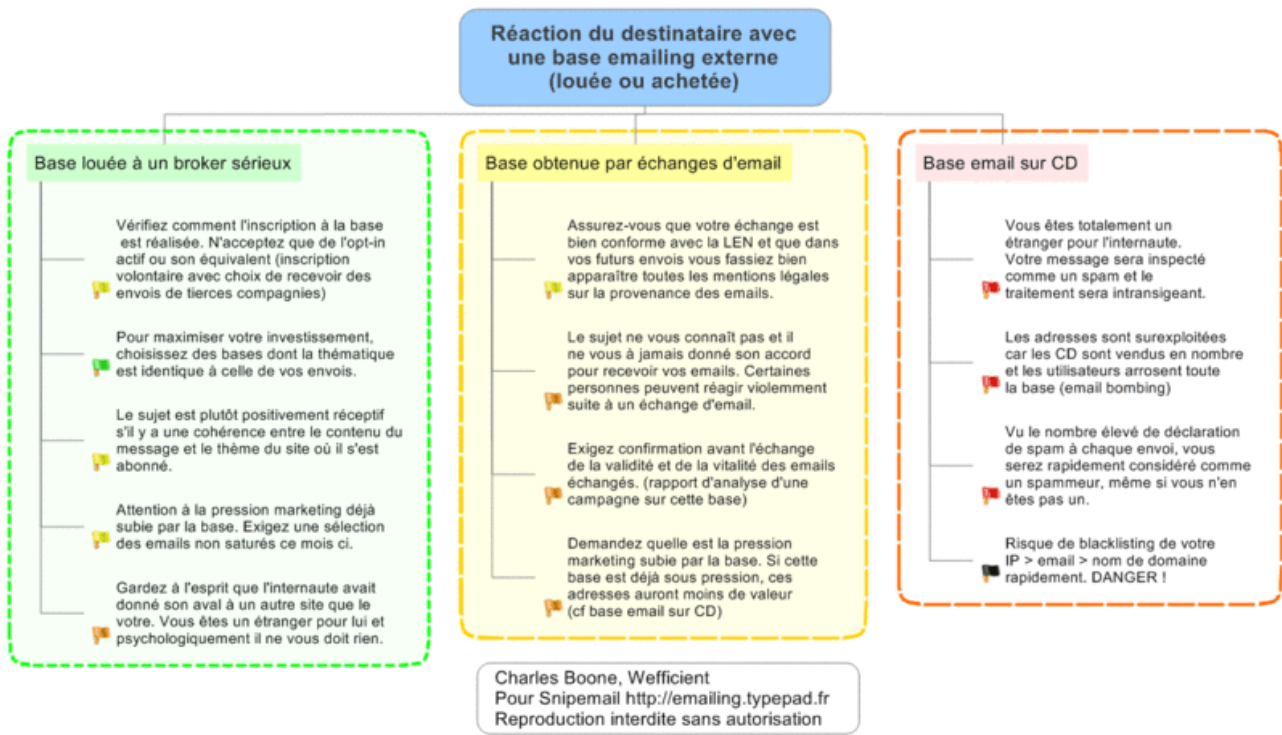 Réaction du destinataire avec
une base emailing externe
(louée ou achetée)
Base louée à un broker sérieux
Vérifiez comment l'inscription à la base
est réalisée. N'acceptez que de l'opt-in
actif ou son équivalent (inscription
volontaire avec choix de recevoir des
envois de tierces compagnies)
Pour maximiser votre investissement,
choisissez des bases dont la thématique
est identique à celle de vos envois.
Le sujet est plutôt positivement réceptif
s'il y a une cohérence entre le contenu du
message et le thème du site où il s'est
abonné.
Attention à la pression marketing déjà
subie par la base. Exigez une sélection
des emails non saturés ce mois ci.
Gardez à l'esprit que l'internaute avait
donné son aval à un autre site que le
votre. Vous êtes un étranger pour lui et
psychologiquement il ne vous doit rien.
Base obtenue par échanges d'email
Assurez-vous que votre échange est
bien conforme avec la LEN et que dans
vos futurs envois vous fassiez bien
apparaître toutes les mentions légales
sur la provenance des emails.
Le sujet ne vous connaît pas et il
ne vous à jamais donné son accord
pour recevoir vos emails. Certaines
personnes peuvent réagir violemment
suite à un échange d'email.
Exigez confirmation avant l'échange
de la validité et de la vitalité des emails
échangés. (rapport d'analyse d'une
campagne sur cette base)
Demandez quelle est la pression
marketing subie par la base. Si cette
base est déjà sous pression, ces
adresses auront moins de valeur
(cf base email sur CD)
Base email sur CD
Vous êtes totalement un
étranger pour l'internaute.
Votre message sera inspecté
comme un spam et le
traitement sera intransigeant.
Les adresses sont surexploitées
car les CD sont vendus en nombre
et les utilisateurs arrosent toute
la base (email bombing)
Vu le nombre élevé de déclaration
de spam à chaque envoi, vous
serez rapidement considéré comme
un spammeur, même si vous n'en
êtes pas un.
Risque de blacklisting de votre
IP > email > nom de domaine
rapidement. DANGER !
Charles Boone, Wefficient
Pour Snipemail http://emailing.typepad.fr
Reproduction interdite sans autorisation